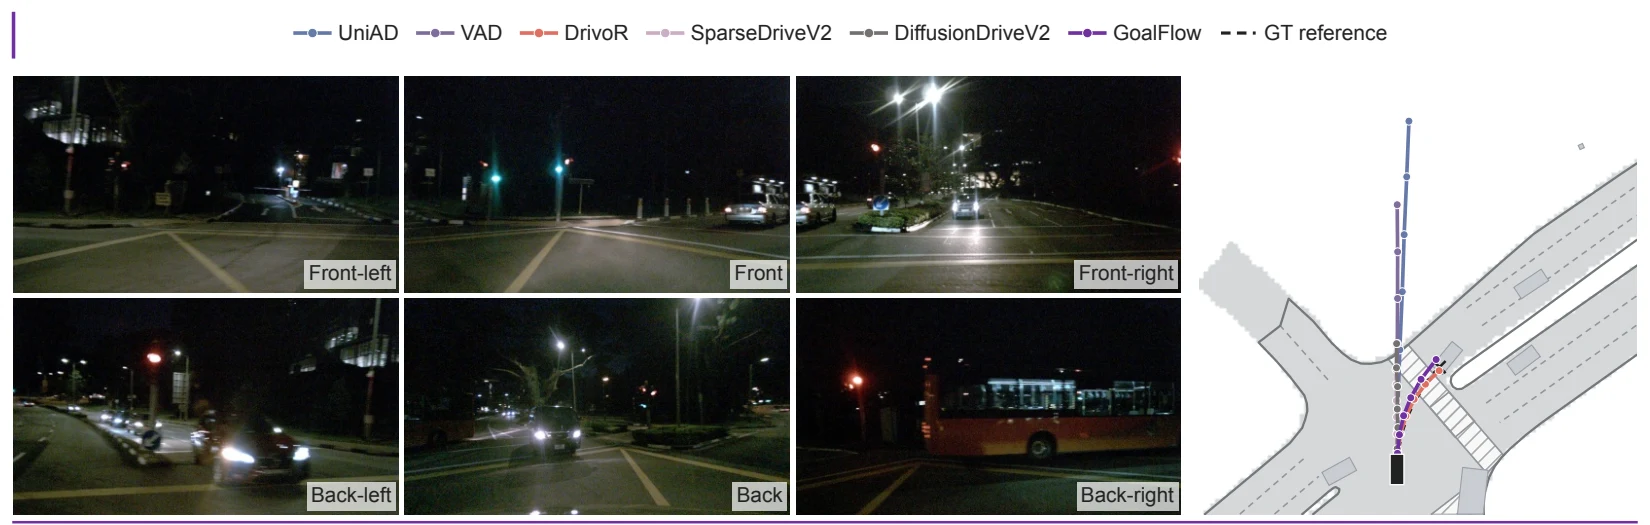 UniAD VAD DrivoR SparseDriveV2 DiffusionDriveV2 GoalFlow GT reference
Front-left Front Front-right
Back-left Back Back-right